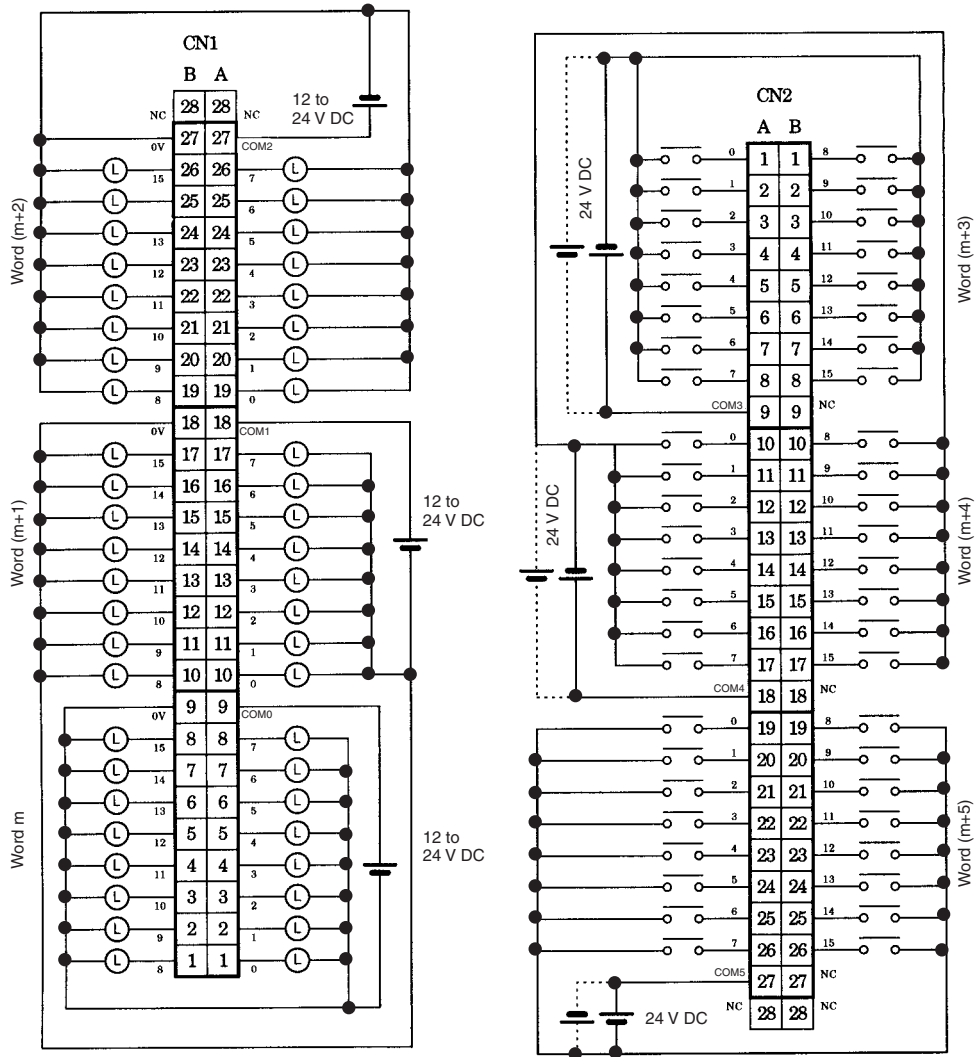 CN1
B A
NC 28 28 NC
12 to
24 V DC
0V 27 27 COM2
Word (m+2)
L 15 26 26 7 L
L 25 25 6 L
L 13 24 24 5 L
L 12 23 23 4 L
L 11 22 22 3 L
L 10 21 21 2 L
L 9 20 20 1 L
L 8 19 19 0 L
0V 18 18 COM1
Word (m+1)
L 15 17 17 7 L
L 14 16 16 6 L
L 13 15 15 5 L
L 12 14 14 4 L
L 11 13 13 3 L
L 10 12 12 2 L
L 9 11 11 1 L
L 8 10 10 0 L
12 to
24 V DC
0V 9 9 COM0
Word m
L 15 8 8 7 L
L 14 7 7 6 L
L 13 6 6 5 L
L 12 5 5 4 L
L 11 4 4 3 L
L 10 3 3 2 L
L 9 2 2 1 L
L 8 1 1 0 L
12 to
24 V DC
CN2
A B
24 V DC
0 1 1 8
1 2 2 9
2 3 3 10
3 4 4 11
4 5 5 12
5 6 6 13
6 7 7 14
7 8 8 15
Word (m+3)
COM3 9 9 NC
24 V DC
0 10 10 8
1 11 11 9
2 12 12 10
3 13 13 11
4 14 14 12
5 15 15 13
6 16 16 14
7 17 17 15
Word (m+4)
COM4 18 18 NC
0 19 19 8
1 20 20 9
2 21 21 10
3 22 22 11
4 23 23 12
5 24 24 13
6 25 25 14
7 26 26 15
Word (m+5)
COM5 27 27 NC
NC 28 28 NC
24 V DC